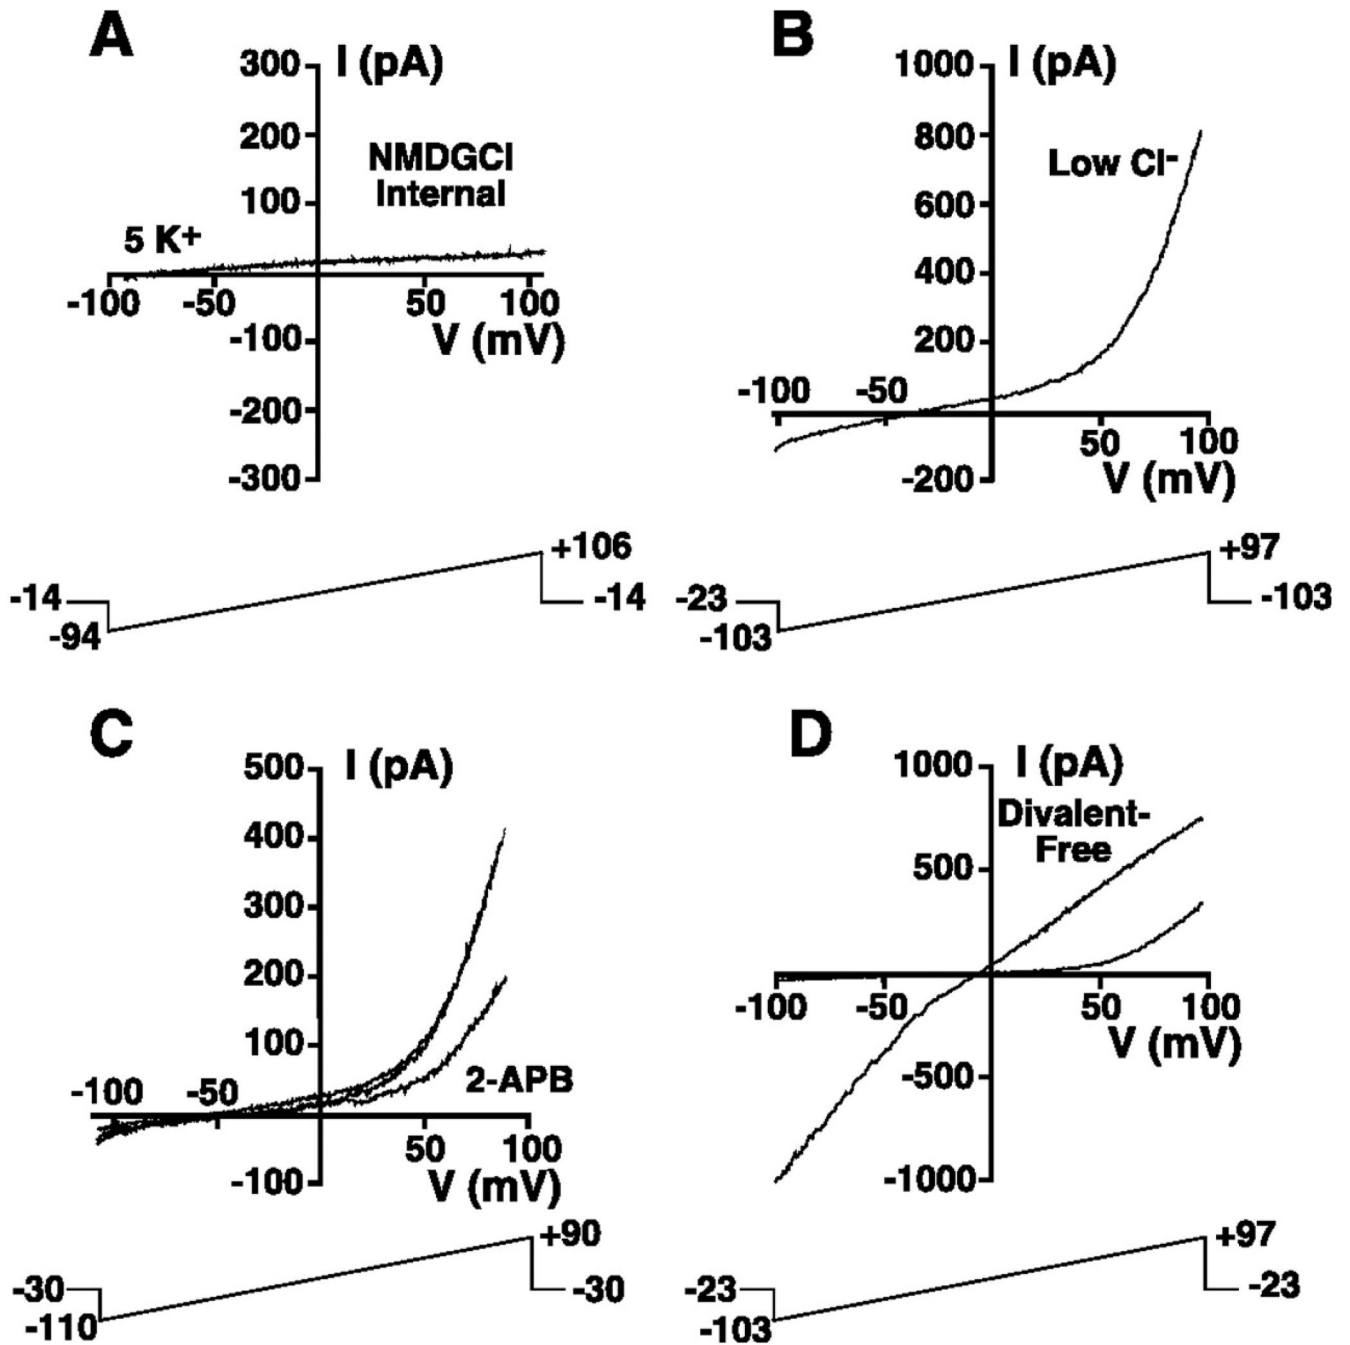 A
I (pA)
300
200
100
NMDGCl
Internal
5 K+
-100 -50 50 100
V (mV)
-100
-200
-300
-14
-94
+106
-14
B
I (pA)
1000
800
Low Cl-
600
400
200
-100 -50
50 100
V (mV)
-200
-23
-103
+97
-103
C
I (pA)
500
400
300
200
100
2-APB
-100 -50
50 100
V (mV)
-100
-30
-110
+90
-30
D
I (pA)
1000
Divalent-
Free
500
-100 -50 50 100
V (mV)
-500
-1000
-23
-103
+97
-23